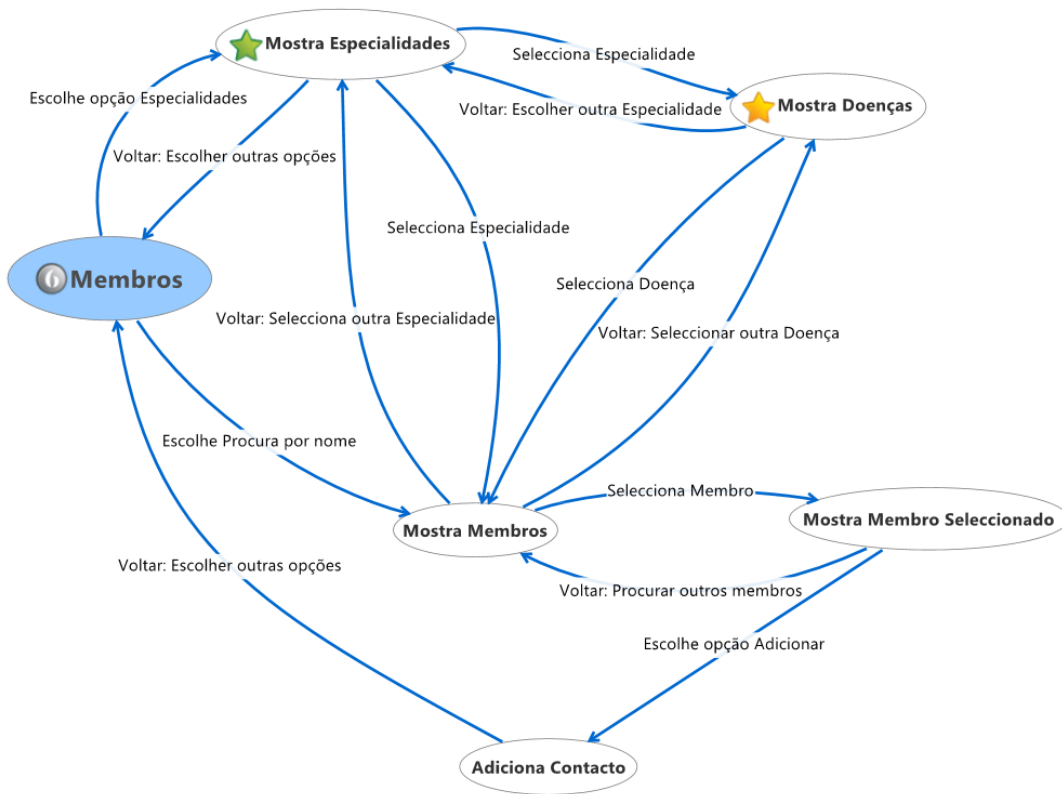 Mostra Especialidades
Selecciona Especialidade
Escolhe opção Especialidades
Voltar: Escolher outra Especialidade
Mostra Doenças
Voltar: Escolher outras opções
Selecciona Especialidade
6 Membros
Selecciona Doença
Voltar: Selecciona outra Especialidade
Voltar: Seleccionar outra Doença
Escolhe Procura por nome
Selecciona Membro
Mostra Membros
Mostra Membro Seleccionado
Voltar: Escolher outras opções
Voltar: Procurar outros membros
Escolhe opção Adicionar
Adiciona Contacto